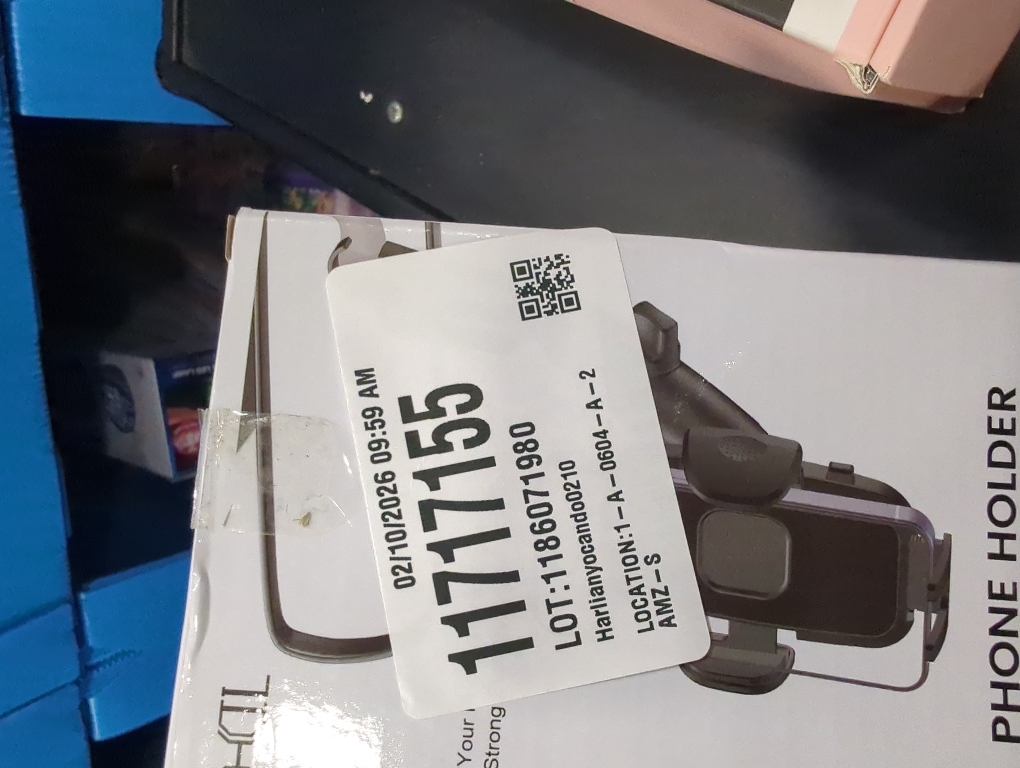 02/10/2026 09:59 AM
11717155
LOT:1186071980
Harlianyocando0210
LOCATION:1-A-0604-A-2
AMZ-S
Your
Strong
PHONE HOLDER